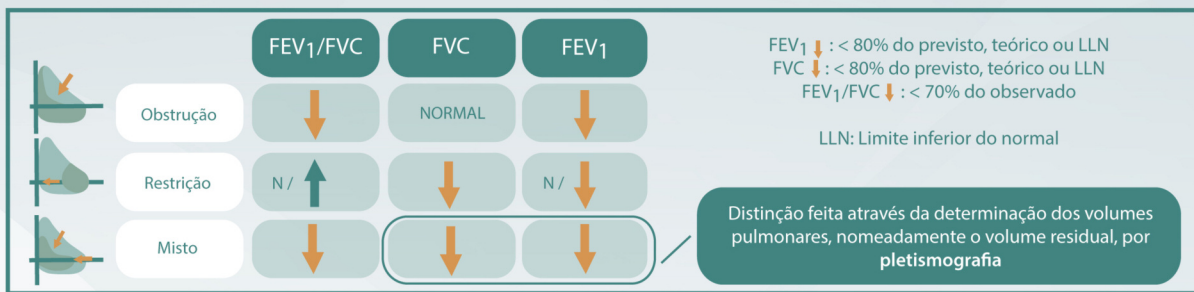 FEV₁/FVC
FVC
FEV₁
Obstrução
NORMAL
Restrição
N /
N /
Misto
FEV₁ ↓ : < 80% do previsto, teórico ou LLN
FVC ↓ : < 80% do previsto, teórico ou LLN
FEV₁/FVC ↓ : < 70% do observado
LLN: Limite inferior do normal
Distinção feita através da determinação dos volumes
pulmonares, nomeadamente o volume residual, por
pletismografia